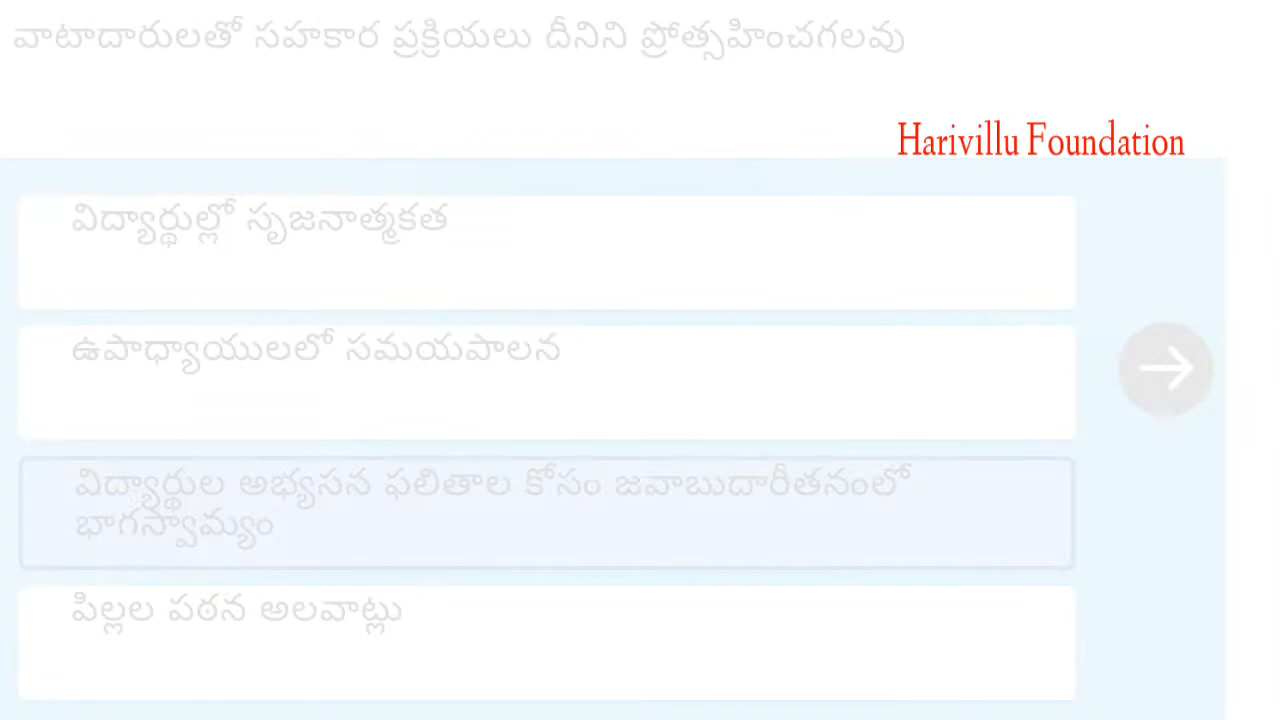 వాటాదారులతో సహకార ప్రక్రియలు దీనిని ప్రోత్సహించగలవు
Harivillu Foundation
విద్యార్థుల్లో సృజనాత్మకత
ఉపాధ్యాయులలో సమయపాలన
విద్యార్థుల అభ్యసన ఫలితాల కోసం జవాబుదారీతనంలో
భాగస్వామ్యం
పిల్లల పఠన అలవాట్లు